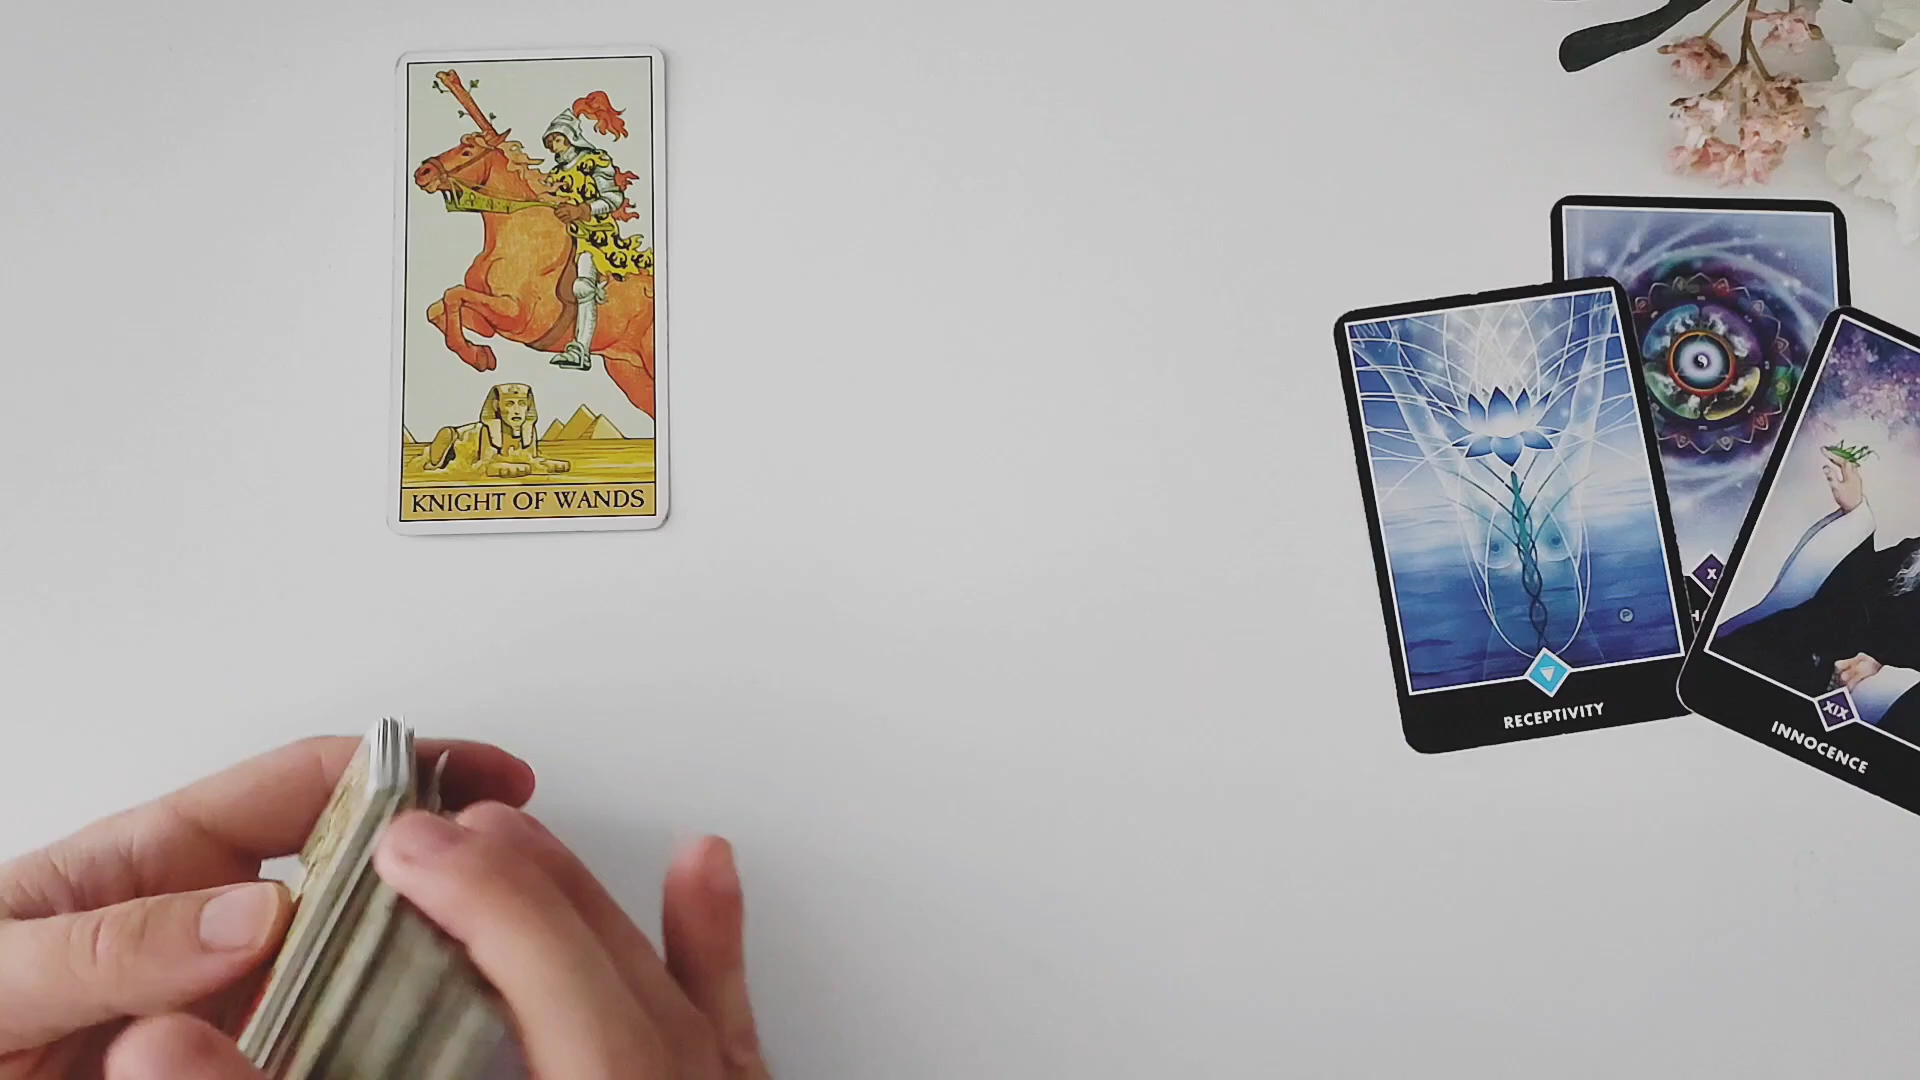 KNIGHT OF WANDS
RECEPTIVITY
X
XIX
INNOCENCE